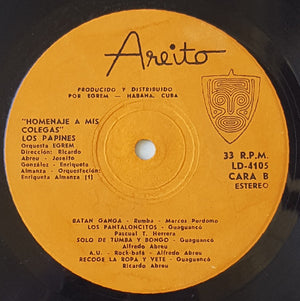 Areito
PRODUCIDO Y DISTRIBUIDO
POR EGREM — HABANA, CUBA
"HOMENAJE A MIS
COLEGAS"
LOS PAPINES
Orquesta EGREM
Dirección: Ricardo
Abreu - Joseito
González - Enriqueta
Almanza - Orquestación:
Enriqueta Almanza [1]
33 R.P.M.
LD-4105
CARA B
ESTEREO
BATAN GANGA - Rumba - Marcos Perdomo
LOS PANTALONCITOS - Guaguancó
Pascual T. Herrera
SOLO DE TUMBA Y BONGO - Guaguancó
Alfredo Abreu
A.U. - Rock-bafó - Alfredo Abreu
RECOGE LA ROPA Y VETE - Guaguancó
Ricardo Abreu